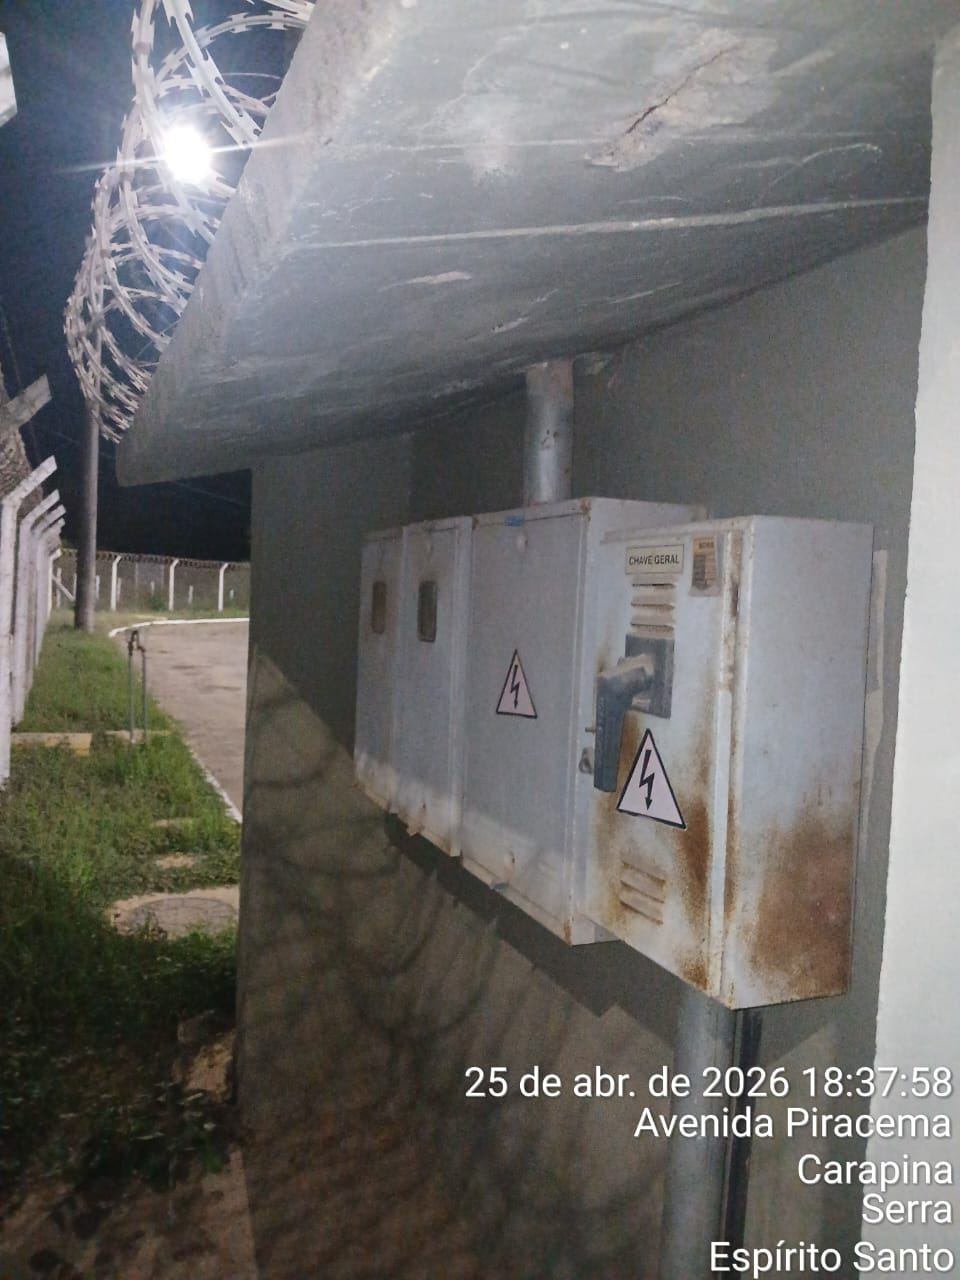 CHAVE GERAL
25 de abr. de 2026 18:37:58
Avenida Piracema
Carapina
Serra
Espírito Santo